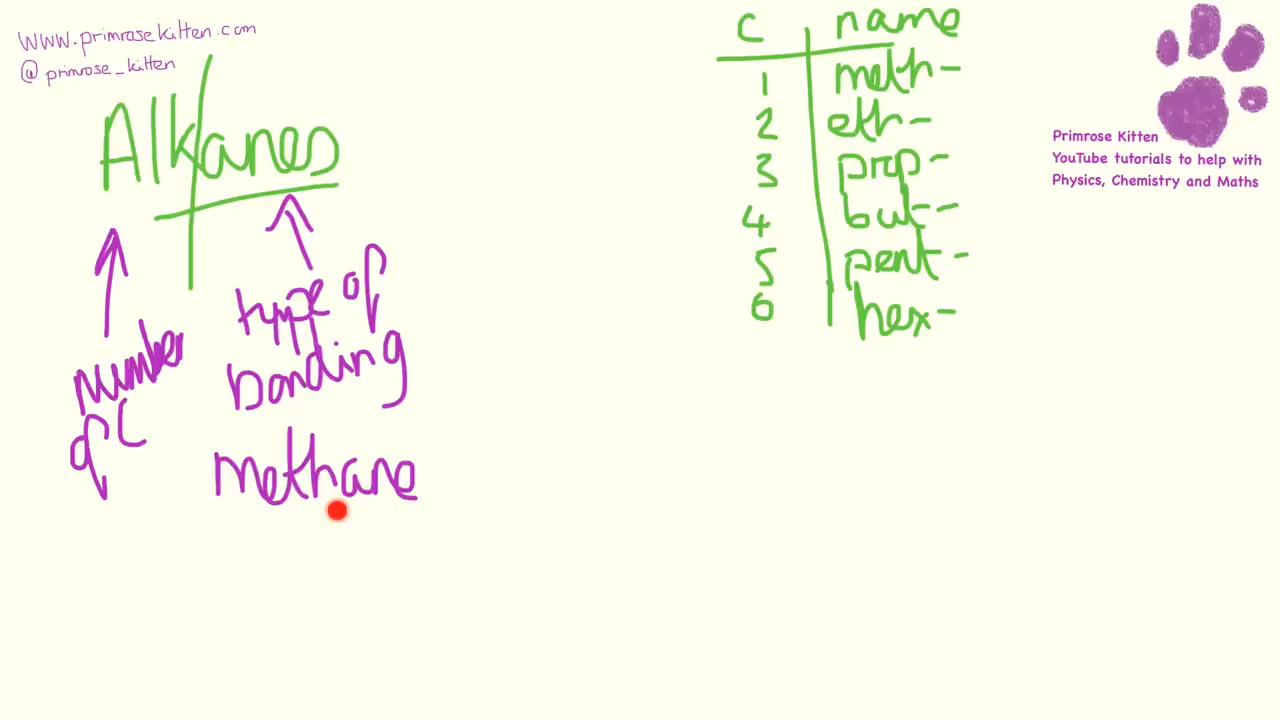 www.primrosekitten.com
@primrose_kitten
Alkanes
number
of C
type of
bonding
methane
C name
1 meth-
2 eth-
3 prop-
4 but-
5 pent-
6 hex-
Primrose Kitten
YouTube tutorials to help with
Physics, Chemistry and Maths